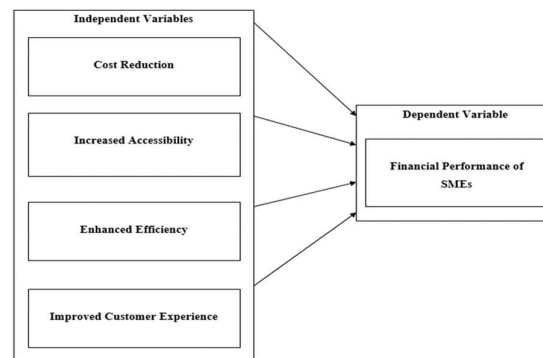 Independent Variables
Cost Reduction
Increased Accessibility
Enhanced Efficiency
Improved Customer Experience
Dependent Variable
Financial Performance of
SMEs